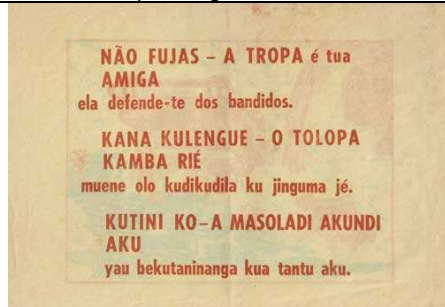 NÃO FUJAS – A TROPA é tua
AMIGA
ela defende-te dos bandidos.
KANA KULENGUE – O TOLOPA
KAMBA RIÉ
muene olo kudikudila ku jinguma jé.
KUTINI KO–A MASOLADI AKUNDI
AKU
yau bekutaninanga kua tantu aku.